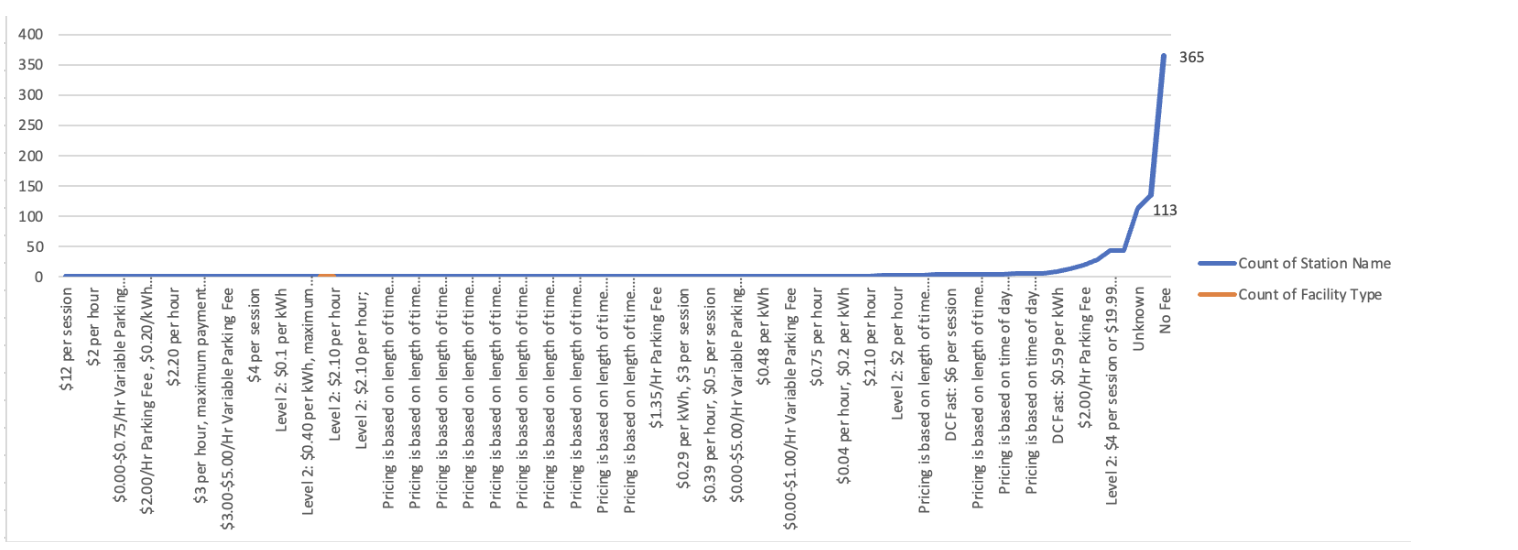 400
350
300
250
200
150
100
50
0
365
113
$12 per session
$2 per hour
$0.00-$0.75/Hr Variable Parking...
$2.00/Hr Parking Fee , $0.20/kWh...
$2.20 per hour
$3 per hour, maximum payment...
$3.00-$5.00/Hr Variable Parking Fee
$4 per session
Level 2: $0.1 per kWh
Level 2: $0.40 per kWh, maximum...
Level 2: $2.10 per hour
Level 2: $2.10 per hour;
Pricing is based on length of time...
Pricing is based on length of time...
Pricing is based on length of time...
Pricing is based on length of time...
Pricing is based on length of time...
Pricing is based on length of time...
Pricing is based on length of time...
Pricing is based on length of time...
Pricing is based on length of time....
Pricing is based on length of time....
$1.35/Hr Parking Fee
$0.29 per kWh, $3 per session
$0.39 per hour, $0.5 per session
$0.00-$5.00/Hr Variable Parking...
$0.48 per kWh
$0.00-$1.00/Hr Variable Parking Fee
$0.75 per hour
$0.04 per hour, $0.2 per kWh
$2.10 per hour
Level 2: $2 per hour
Pricing is based on length of time...
DC Fast: $6 per session
Pricing is based on length of time...
Pricing is based on time of day....
Pricing is based on time of day....
DC Fast: $0.59 per kWh
$2.00/Hr Parking Fee
Level 2: $4 per session or $19.99...
Unknown
No Fee
Count of Station Name
Count of Facility Type